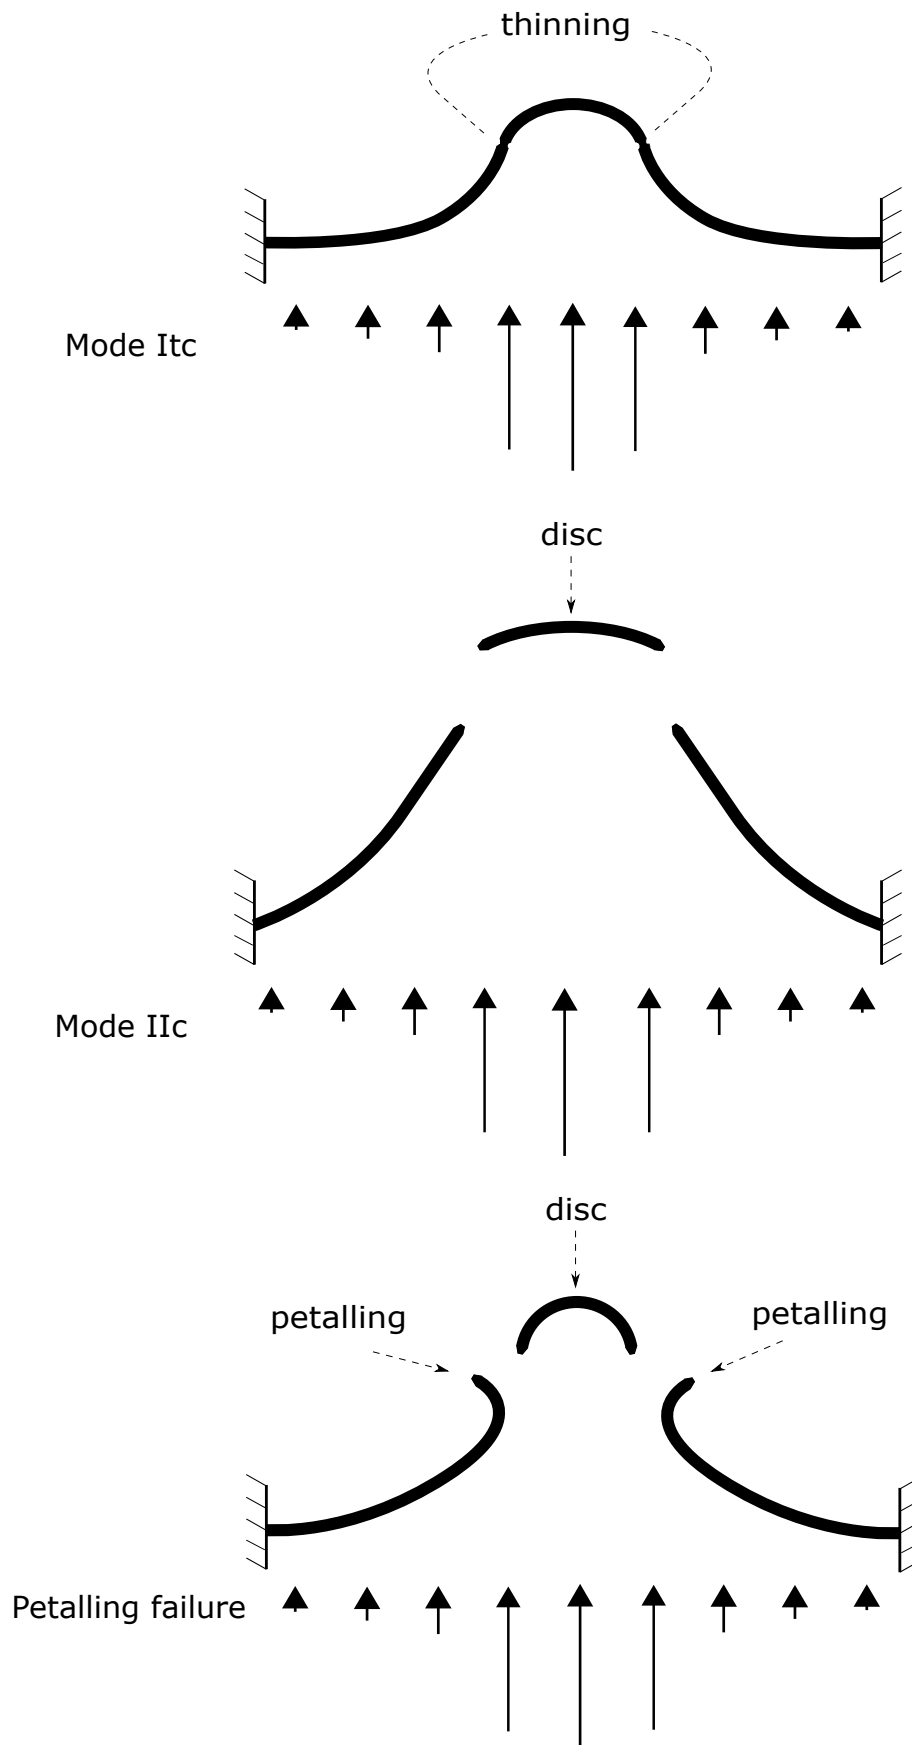 thinning
Mode Itc
disc
Mode IIc
disc
petalling
petalling
Petalling failure